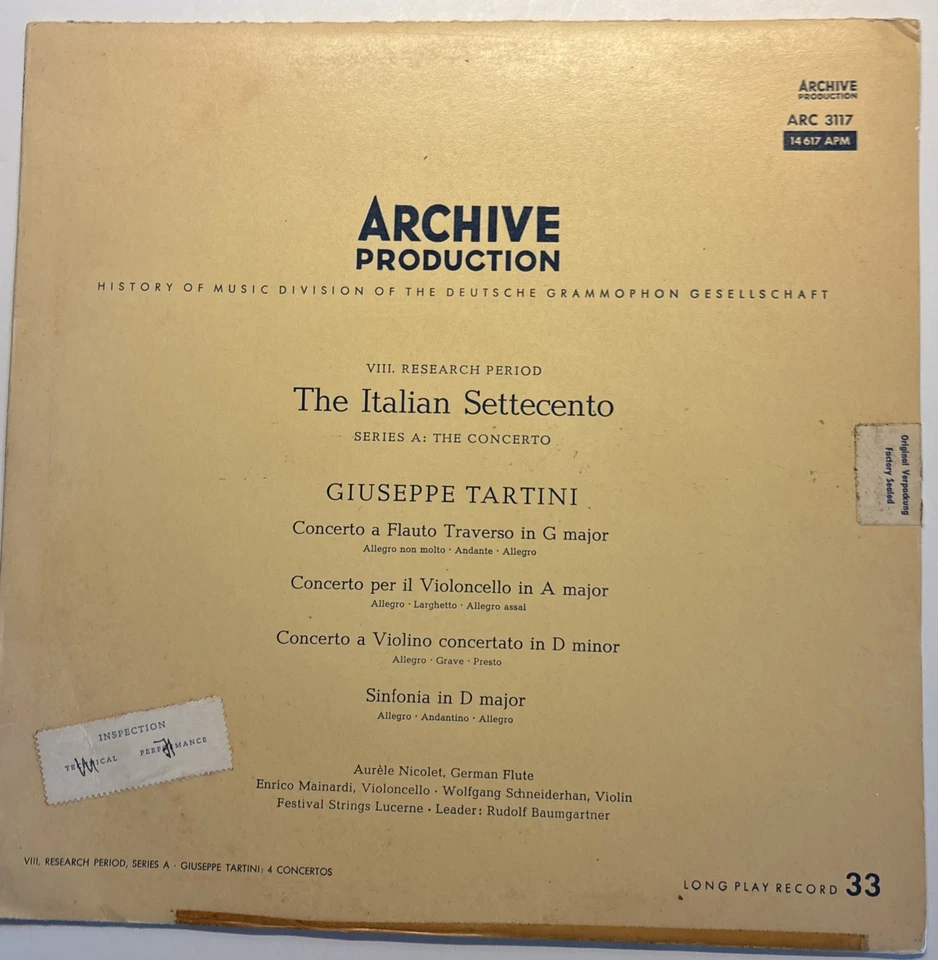 ARCHIVE
PRODUCTION
ARC 3117
14 617 APM
ARCHIVE
PRODUCTION
HISTORY OF MUSIC DIVISION OF THE DEUTSCHE GRAMMOPHON GESELLSCHAFT
VIII. RESEARCH PERIOD
The Italian Settecento
SERIES A: THE CONCERTO
Original Verpackung
Factory Sealed
GIUSEPPE TARTINI
Concerto a Flauto Traverso in G major
Allegro non molto · Andante · Allegro
Concerto per il Violoncello in A major
Allegro · Larghetto · Allegro assai
Concerto a Violino concertato in D minor
Allegro · Grave · Presto
Sinfonia in D major
Allegro · Andantino · Allegro
INSPECTION
TECHNICAL PERFORMANCE
Aurèle Nicolet, German Flute
Enrico Mainardi, Violoncello · Wolfgang Schneiderhan, Violin
Festival Strings Lucerne · Leader: Rudolf Baumgartner
VIII. RESEARCH PERIOD, SERIES A · GIUSEPPE TARTINI: 4 CONCERTOS
LONG PLAY RECORD 33